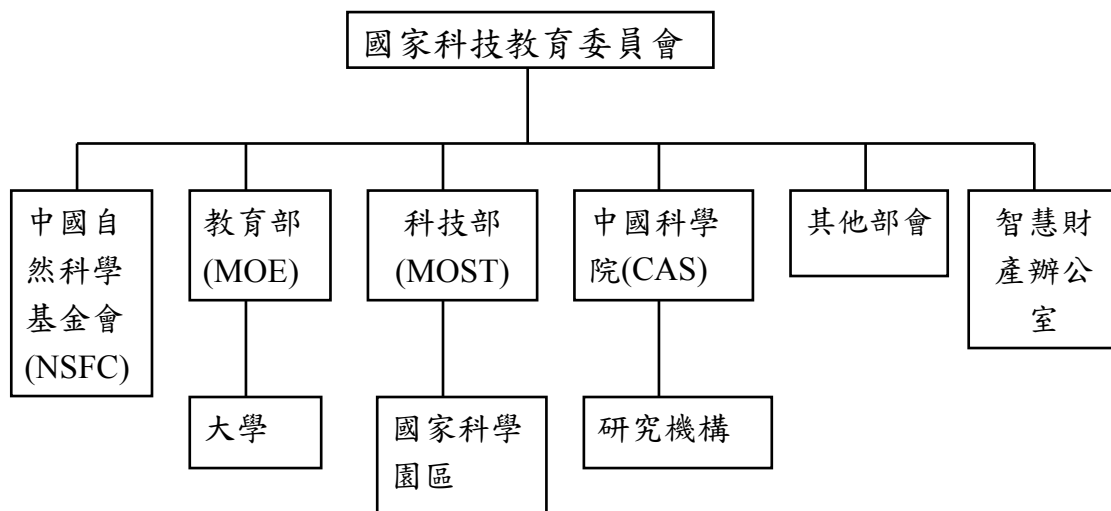 國家科技教育委員會
中國自
然科學
基金會
(NSFC)
教育部
(MOE)
科技部
(MOST)
中國科學
院(CAS)
其他部會
智慧財
產辦公
室
大學
國家科學
園區
研究機構